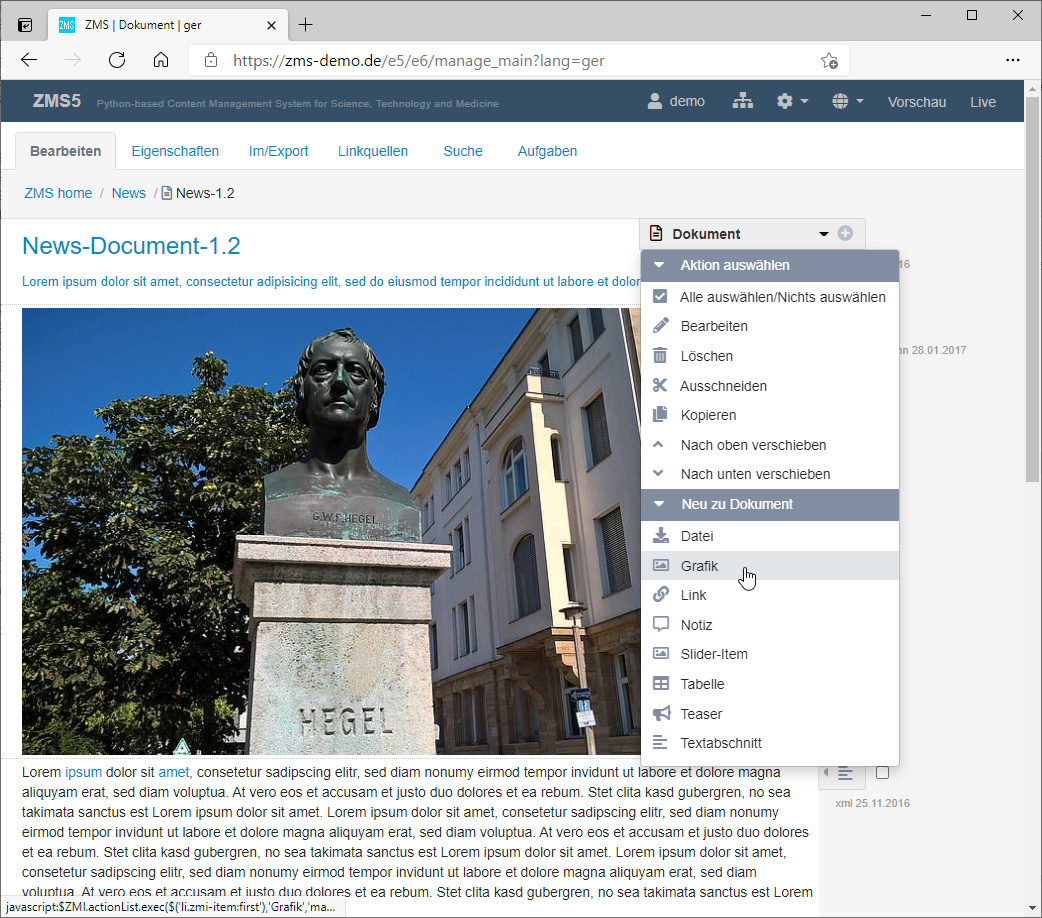 ZMS | Dokument | ger
https://zms-demo.de/e5/e6/manage_main?lang=ger
ZMS5 Python-based Content Management System for Science, Technology and Medicine demo Vorschau Live
Bearbeiten Eigenschaften Im/Export Linkquellen Suche Aufgaben
ZMS home / News / News-1.2
News-Document-1.2
Lorem ipsum dolor sit amet, consectetur adipisicing elit, sed do eiusmod tempor incididunt ut labore et dolor
Dokument
16
Aktion auswählen
Alle auswählen/Nichts auswählen
Bearbeiten
nn 28.01.2017
Löschen
Ausschneiden
Kopieren
Nach oben verschieben
Nach unten verschieben
Neu zu Dokument
Datei
Grafik
Link
Notiz
Slider-Item
Tabelle
Teaser
Textabschnitt
G.W.F. HEGEL
HEGEL
Lorem ipsum dolor sit amet, consetetur sadipscing elitr, sed diam nonumy eirmod tempor invidunt ut labore et dolore magna
aliquyam erat, sed diam voluptua. At vero eos et accusam et justo duo dolores et ea rebum. Stet clita kasd gubergren, no sea
takimata sanctus est Lorem ipsum dolor sit amet. Lorem ipsum dolor sit amet, consetetur sadipscing elitr, sed diam nonumy
eirmod tempor invidunt ut labore et dolore magna aliquyam erat, sed diam voluptua. At vero eos et accusam et justo duo dolores
et ea rebum. Stet clita kasd gubergren, no sea takimata sanctus est Lorem ipsum dolor sit amet. Lorem ipsum dolor sit amet,
consetetur sadipscing elitr, sed diam nonumy eirmod tempor invidunt ut labore et dolore magna aliquyam erat, sed diam
voluptua. At vero eos et accusam et justo duo dolores et ea rebum. Stet clita kasd gubergren, no sea takimata sanctus est Lorem
xml 25.11.2016
javascript:$ZMI.actionList.exec($('li.zmi-item:first'),'Grafik','ma...